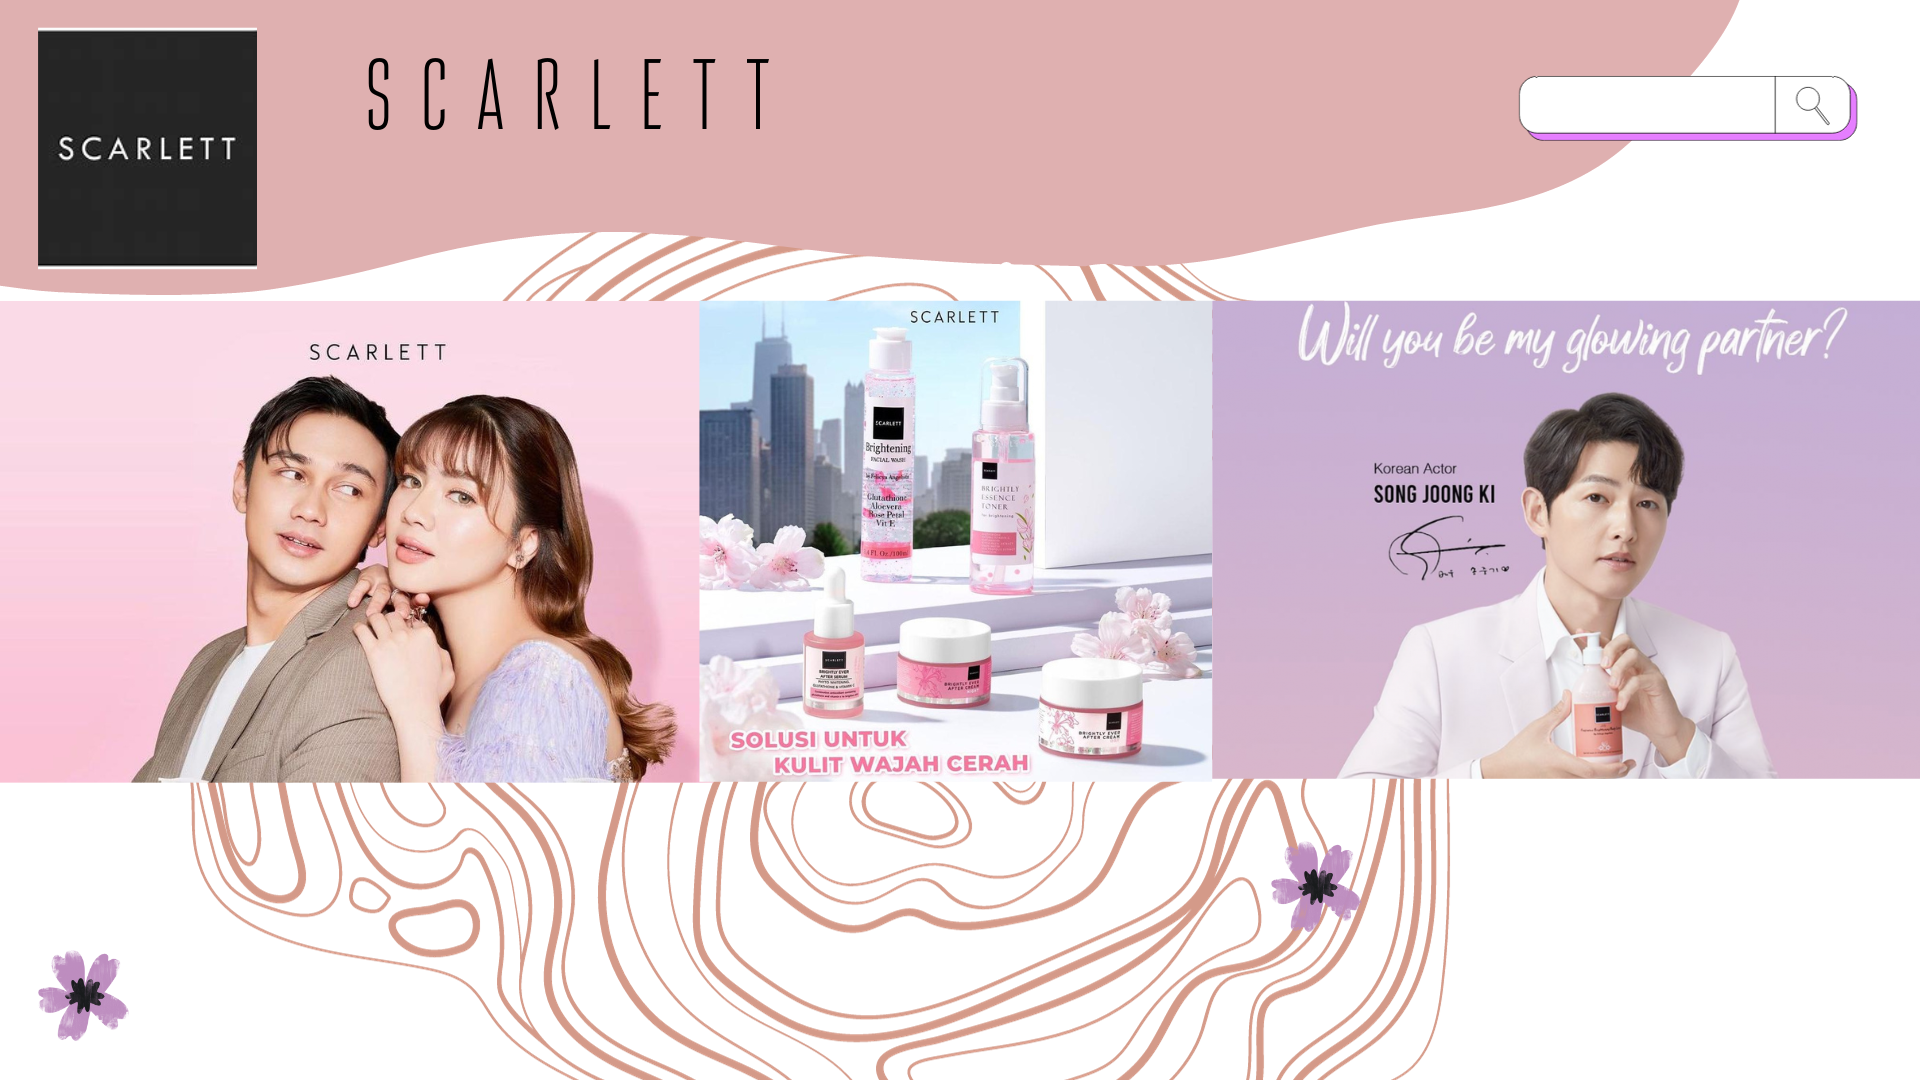 SCARLETT
SCARLETT
SCARLETT
SCARLETT
SCARLETT
Brightening
FACIAL WASH
Glutathione
Aloevera
Rose Petal
Vit E
BRIGHTLY
ESSENCE
TONER
SCARLETT
BRIGHTLY EVER
AFTER SERUM
BRIGHTLY EVER
AFTER CREAM
BRIGHTLY EVER
AFTER CREAM
SOLUSI UNTUK
KULIT WAJAH CERAH
Will you be my glowing partner?
Korean Actor
SONG JOONG KI